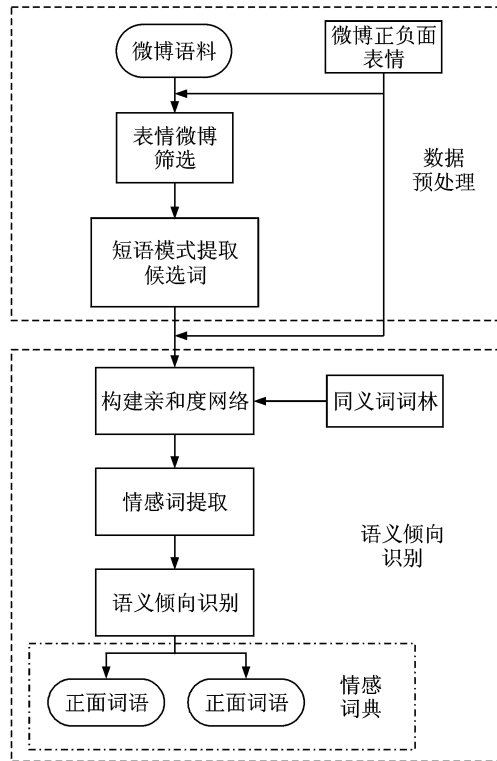 微博语料
微博正负面
表情
表情微博
筛选
数据
预处理
短语模式提取
候选词
构建亲和度网络
同义词词林
情感词提取
语义倾向
识别
语义倾向识别
正面词语
正面词语
情感
词典